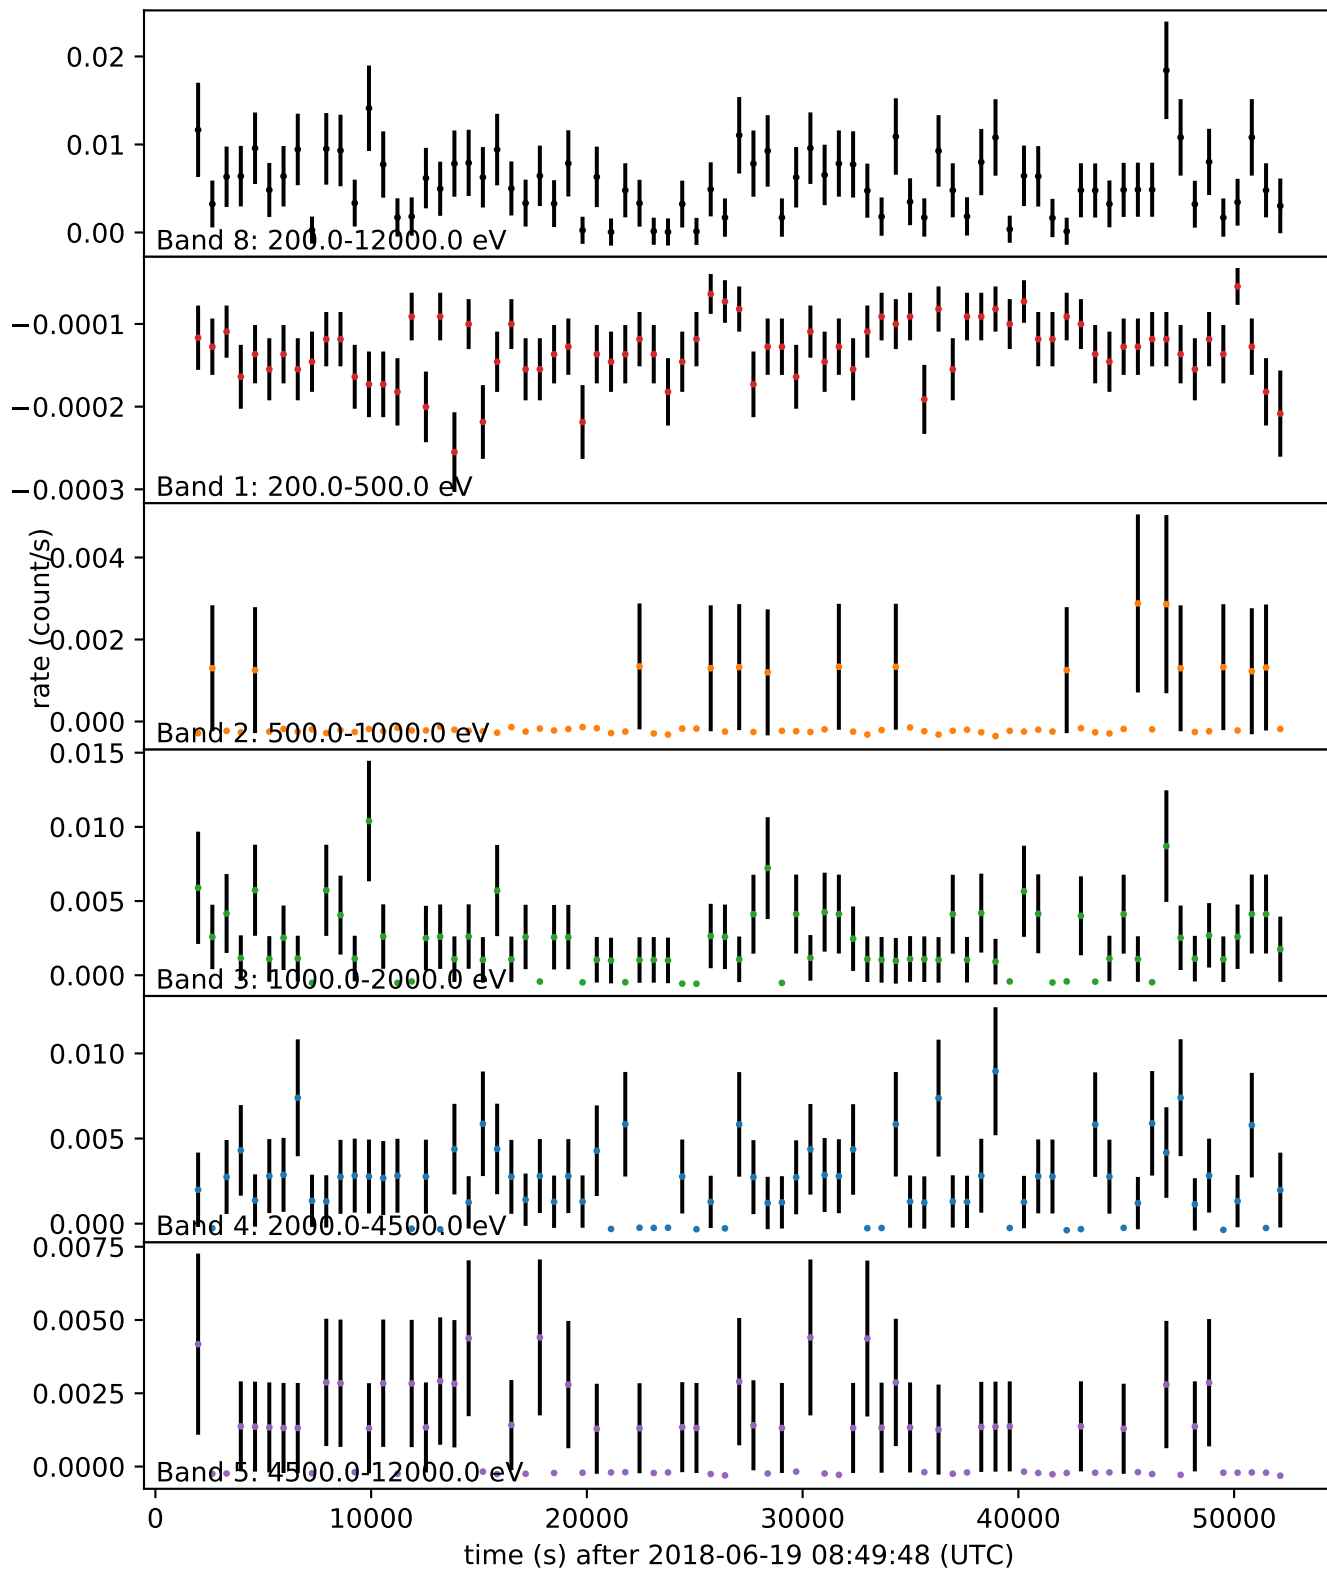 0.02
0.01
0.00
Band 8: 200.0-12000.0 eV
−0.0001
−0.0002
−0.0003
Band 1: 200.0-500.0 eV
rate (count/s)
0.004
0.002
0.000
Band 2: 500.0-1000.0 eV
0.015
0.010
0.005
0.000
Band 3: 1000.0-2000.0 eV
0.010
0.005
0.000
Band 4: 2000.0-4500.0 eV
0.0075
0.0050
0.0025
0.0000
Band 5: 4500.0-12000.0 eV
0 10000 20000 30000 40000 50000
time (s) after 2018-06-19 08:49:48 (UTC)